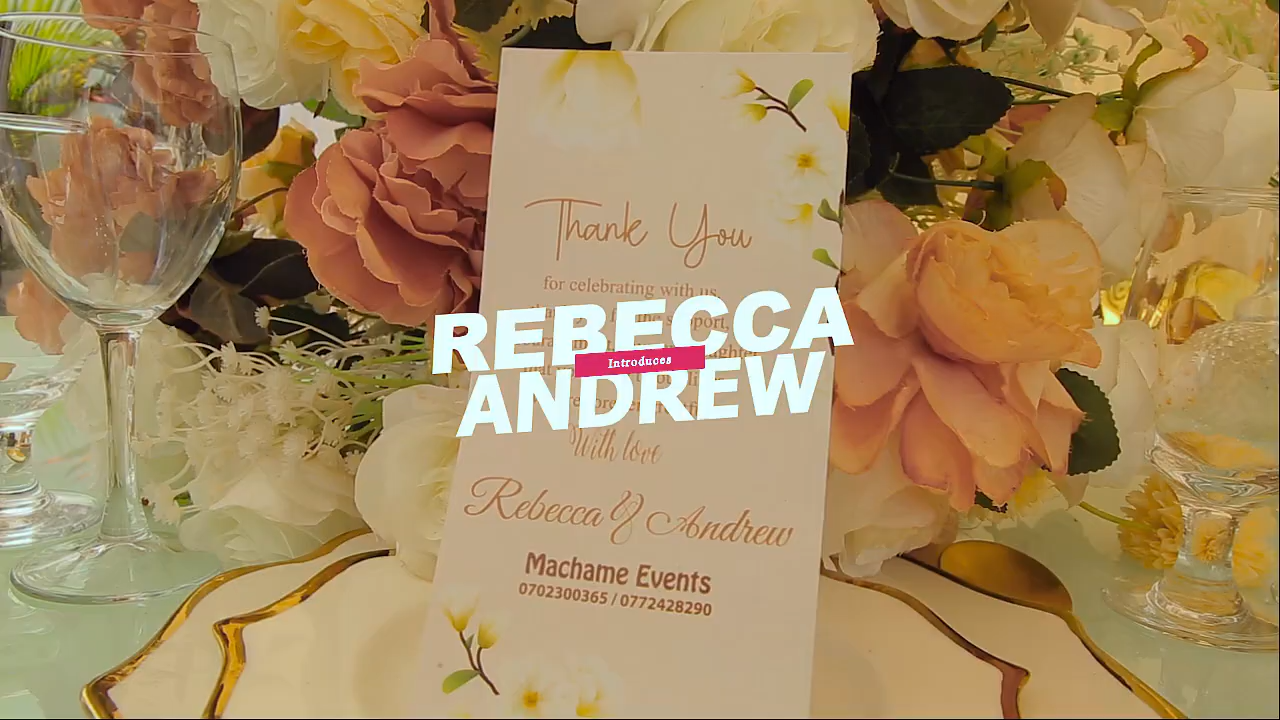 Thank You
for celebrating with us,
REBECCA
Introduces
ANDREW
With love
Rebecca & Andrew
Machame Events
0702300365 / 0772428290